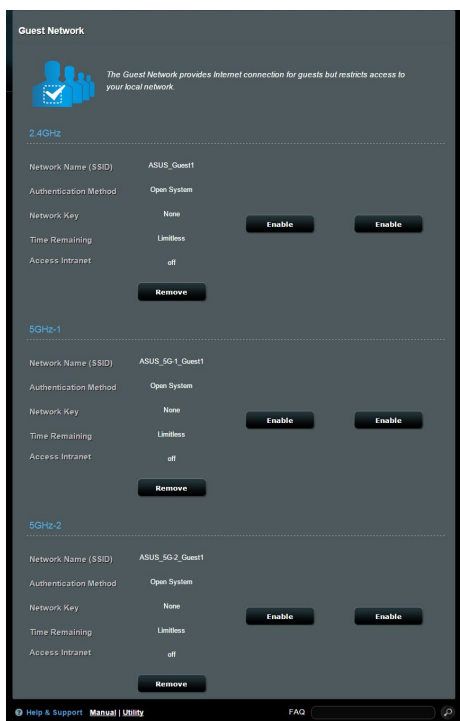 Guest Network
The Guest Network provides Internet connection for guests but restricts access to
your local network.
2.4GHz
Network Name (SSID) ASUS_Guest1
Authentication Method Open System
Network Key None
Enable Enable
Time Remaining Limitless
Access Intranet off
Remove
5GHz-1
Network Name (SSID) ASUS_5G-1_Guest1
Authentication Method Open System
Network Key None
Enable Enable
Time Remaining Limitless
Access Intranet off
Remove
5GHz-2
Network Name (SSID) ASUS_5G-2_Guest1
Authentication Method Open System
Network Key None
Enable Enable
Time Remaining Limitless
Access Intranet off
Remove
? Help & Support Manual | Utility FAQ